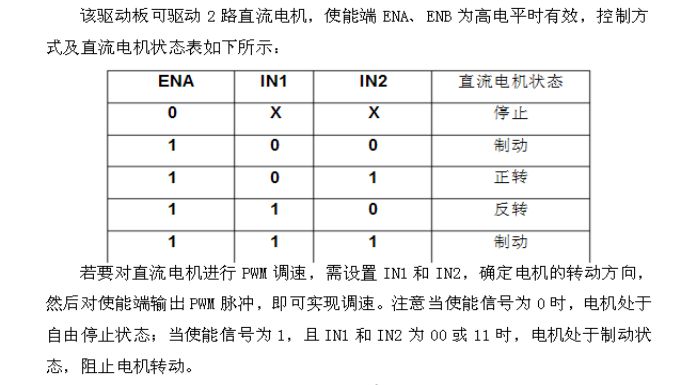 该驱动板可驱动 2 路直流电机，使能端 ENA、ENB 为高电平时有效，控制方
式及直流电机状态表如下所示：
ENA IN1 IN2 直流电机状态
0 X X 停止
1 0 0 制动
1 0 1 正转
1 1 0 反转
1 1 1 制动
若要对直流电机进行 PWM 调速，需设置 IN1 和 IN2，确定电机的转动方向，
然后对使能端输出 PWM 脉冲，即可实现调速。注意当使能信号为 0 时，电机处于
自由停止状态；当使能信号为 1，且 IN1 和 IN2 为 00 或 11 时，电机处于制动状
态，阻止电机转动。